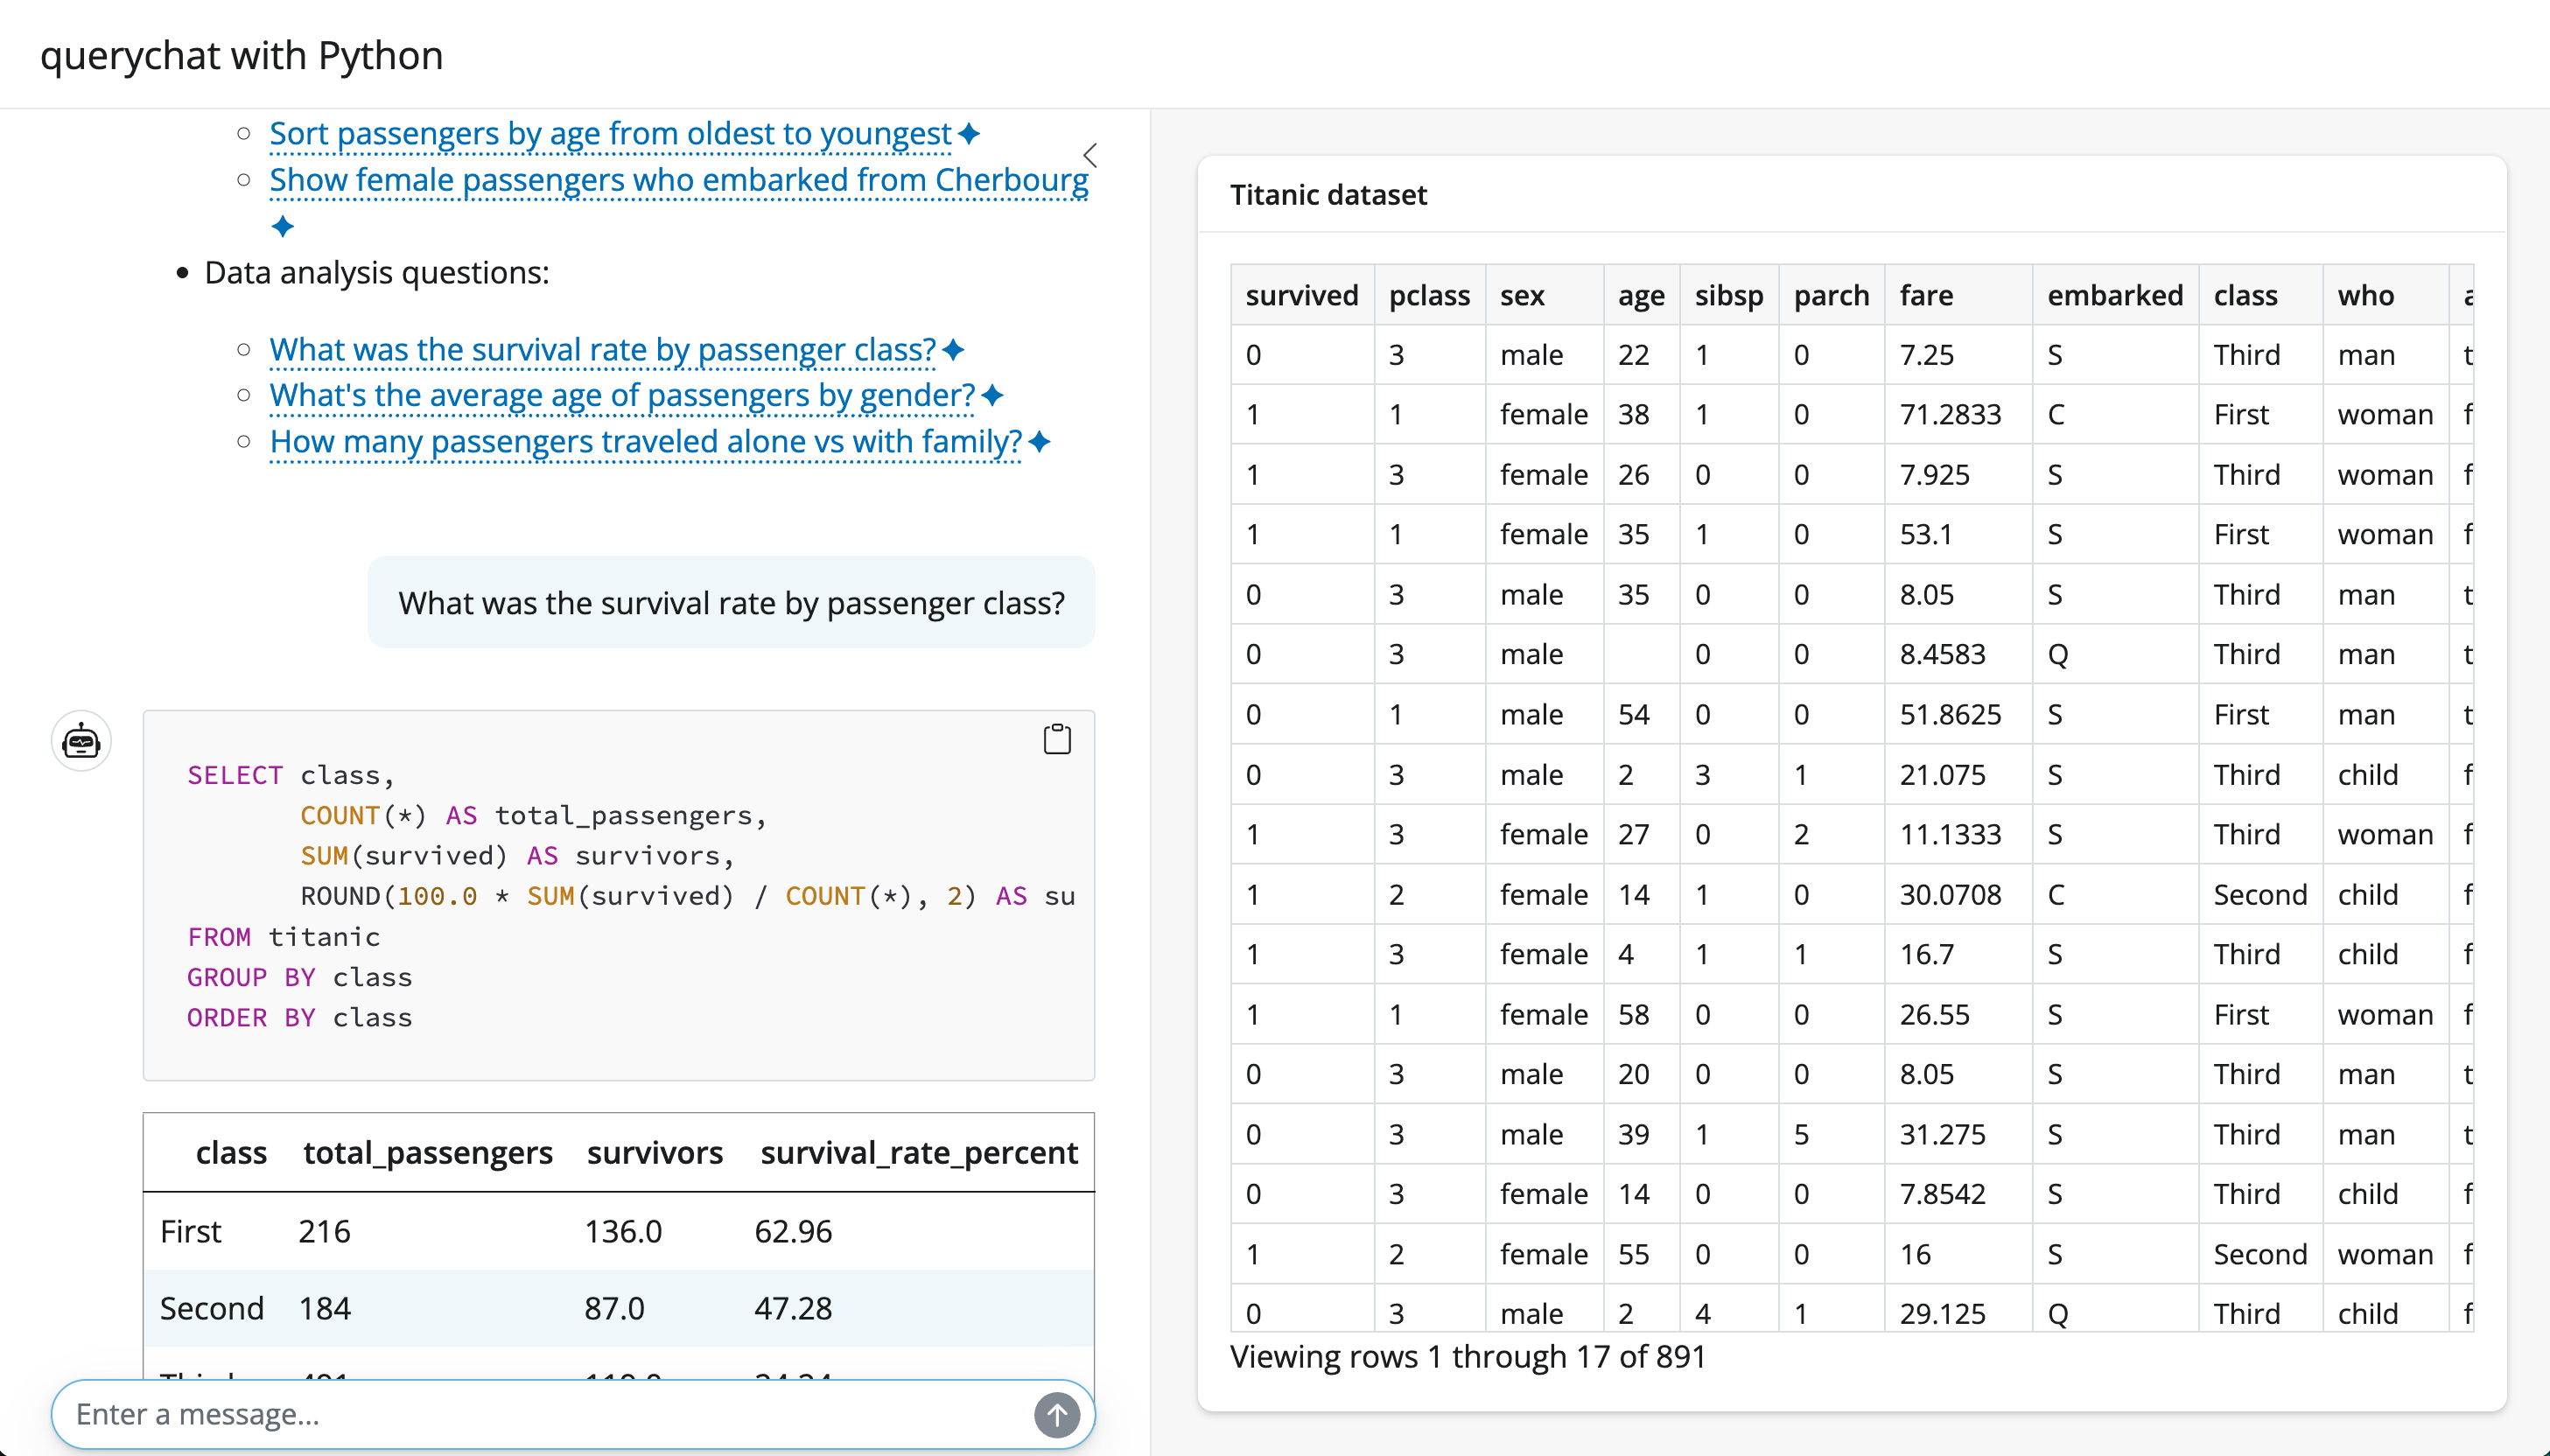 querychat with Python
Sort passengers by age from oldest to youngest
Show female passengers who embarked from Cherbourg
Data analysis questions:
What was the survival rate by passenger class?
What's the average age of passengers by gender?
How many passengers traveled alone vs with family?
What was the survival rate by passenger class?
SELECT class,
COUNT(*) AS total_passengers,
SUM(survived) AS survivors,
ROUND(100.0 * SUM(survived) / COUNT(*), 2) AS su
FROM titanic
GROUP BY class
ORDER BY class
class total_passengers survivors survival_rate_percent
First 216 136.0 62.96
Second 184 87.0 47.28
Enter a message...
Titanic dataset
survived pclass sex age sibsp parch fare embarked class who
0 3 male 22 1 0 7.25 S Third man t
1 1 female 38 1 0 71.2833 C First woman f
1 3 female 26 0 0 7.925 S Third woman f
1 1 female 35 1 0 53.1 S First woman f
0 3 male 35 0 0 8.05 S Third man t
0 3 male 0 0 8.4583 Q Third man t
0 1 male 54 0 0 51.8625 S First man t
0 3 male 2 3 1 21.075 S Third child f
1 3 female 27 0 2 11.1333 S Third woman f
1 2 female 14 1 0 30.0708 C Second child f
1 3 female 4 1 1 16.7 S Third child f
1 1 female 58 0 0 26.55 S First woman f
0 3 male 20 0 0 8.05 S Third man t
0 3 male 39 1 5 31.275 S Third man t
0 3 female 14 0 0 7.8542 S Third child f
1 2 female 55 0 0 16 S Second woman f
0 3 male 2 4 1 29.125 Q Third child f
Viewing rows 1 through 17 of 891